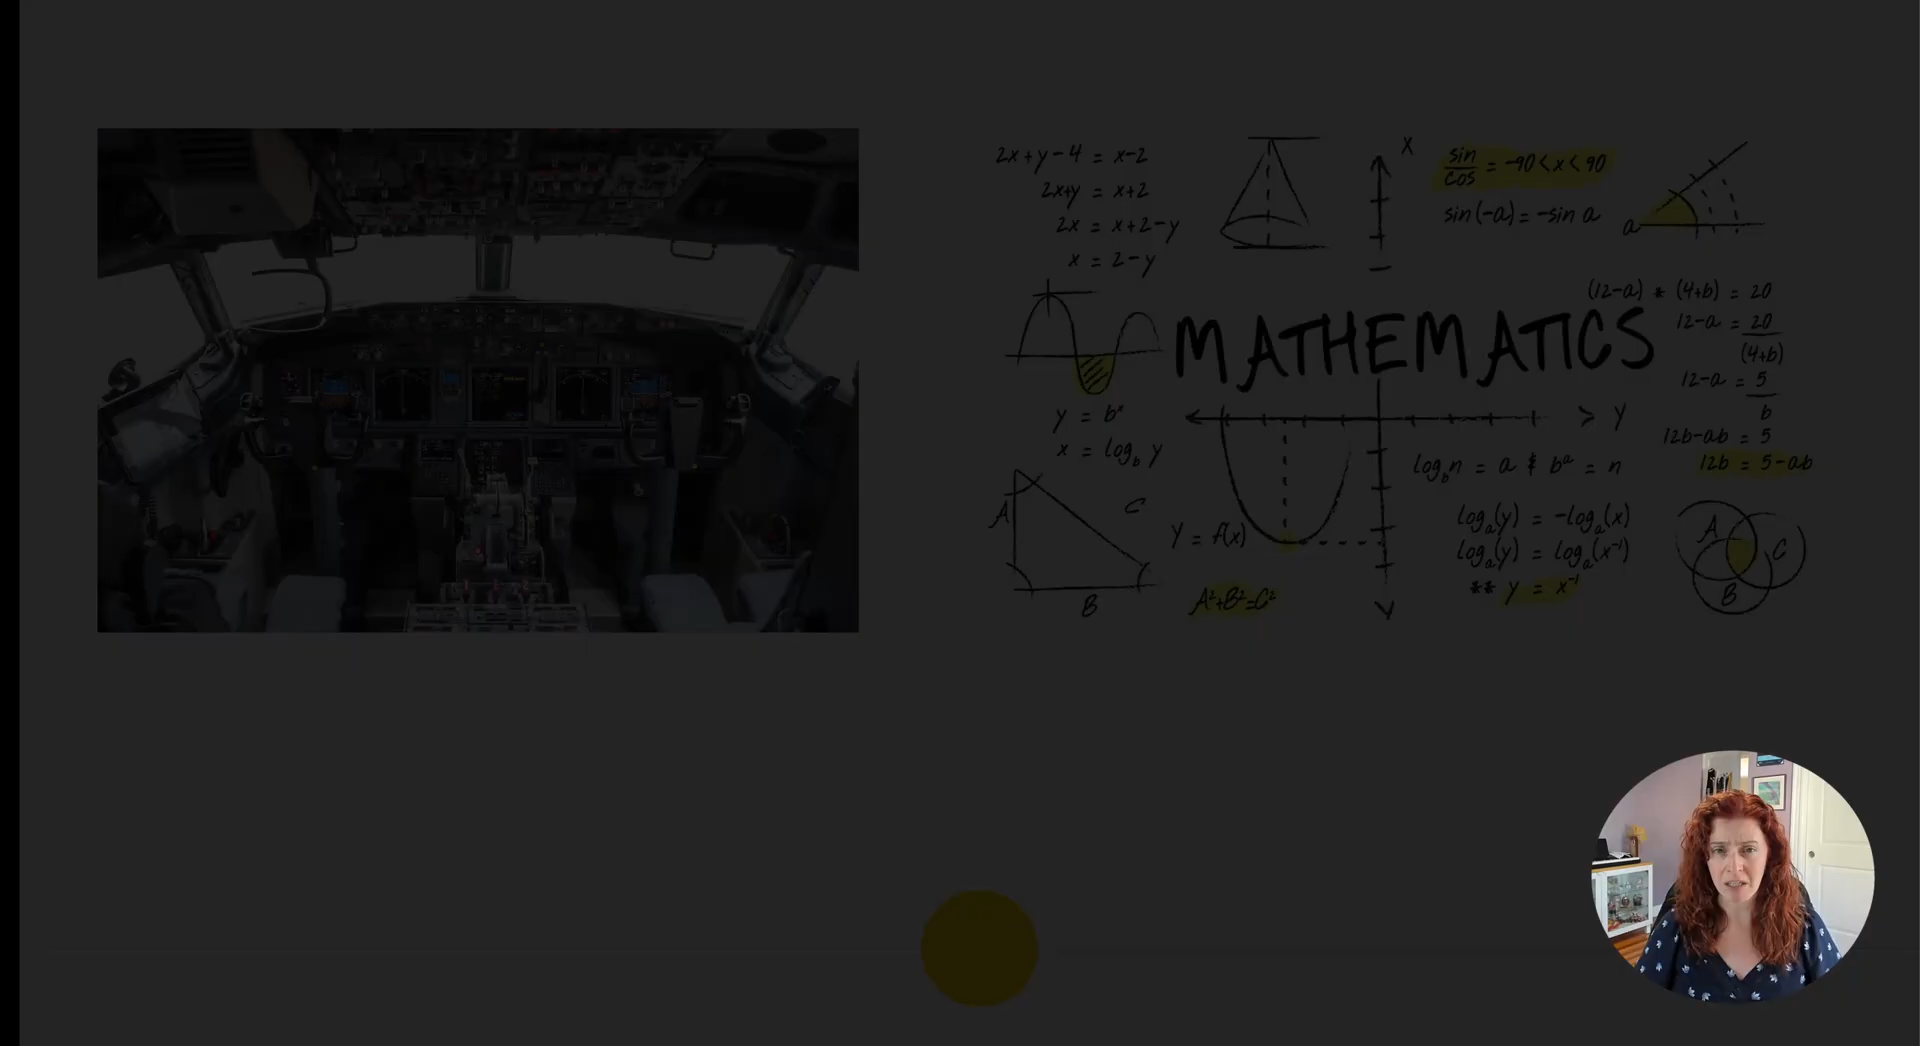 2x+y-4 = x-2
2x+y = x+2
2x = x+2-y
x = 2-y
X
sin
cos = -90<x<90
sin(-a) = -sin a
a
(12-a) * (4+b) = 20
12-a = 20
(4+b)
12-a = 5
b
12b-ab = 5
12b = 5-ab
MATHEMATICS
y = bˣ
x = log_b y
> Y
log_b n = a & bᵃ = n
A
C
B
Y = f(x)
A²+B²=C²
log_a(y) = -log_a(x)
log_a(y) = log_a(x⁻¹)
** y = x⁻¹
A
C
B